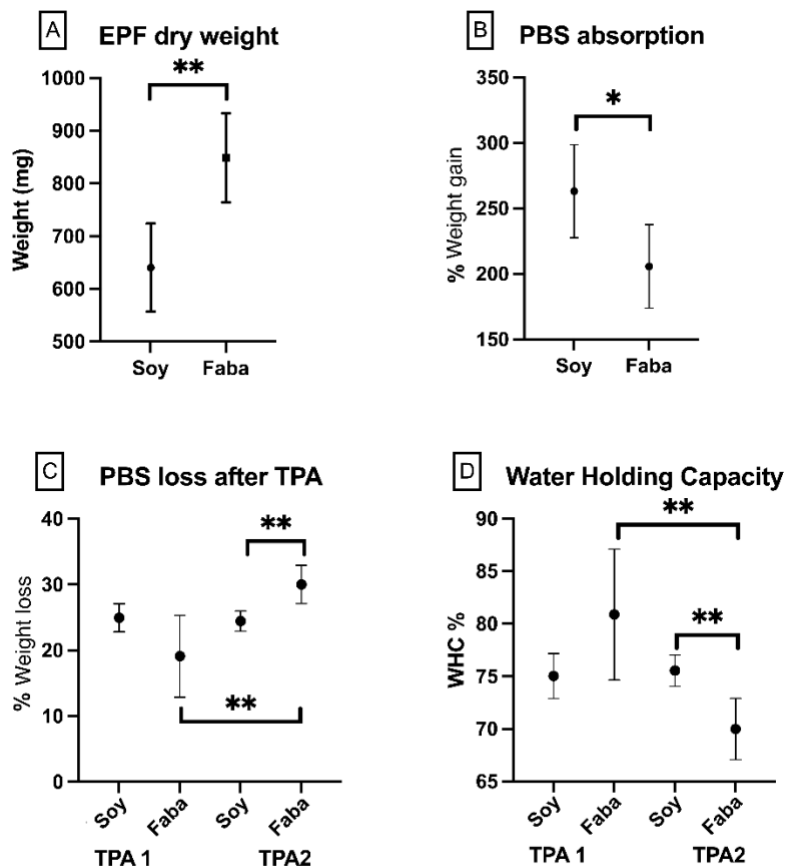 A EPF dry weight
**
1000
900
800
700
600
500
Weight (mg)
Soy Faba
B PBS absorption
*
350
300
250
200
150
% Weight gain
Soy Faba
C PBS loss after TPA
**
**
40
30
20
10
0
% Weight loss
Soy Faba Soy Faba
TPA 1 TPA2
D Water Holding Capacity
**
**
90
85
80
75
70
65
WHC %
Soy Faba Soy Faba
TPA 1 TPA2